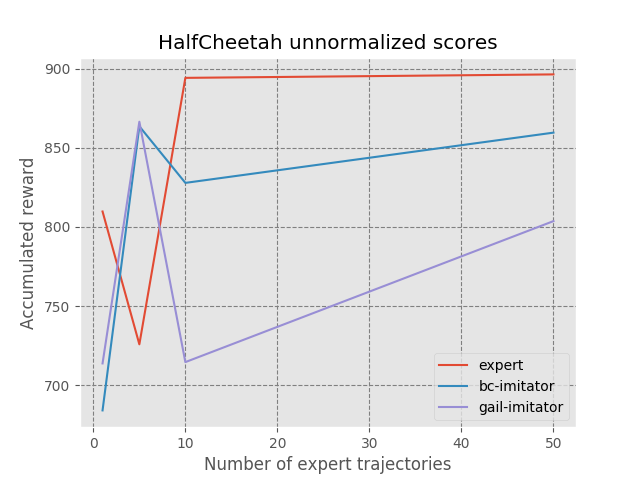 HalfCheetah unnormalized scores
Accumulated reward
900
850
800
750
700
expert
bc-imitator
gail-imitator
0 10 20 30 40 50
Number of expert trajectories